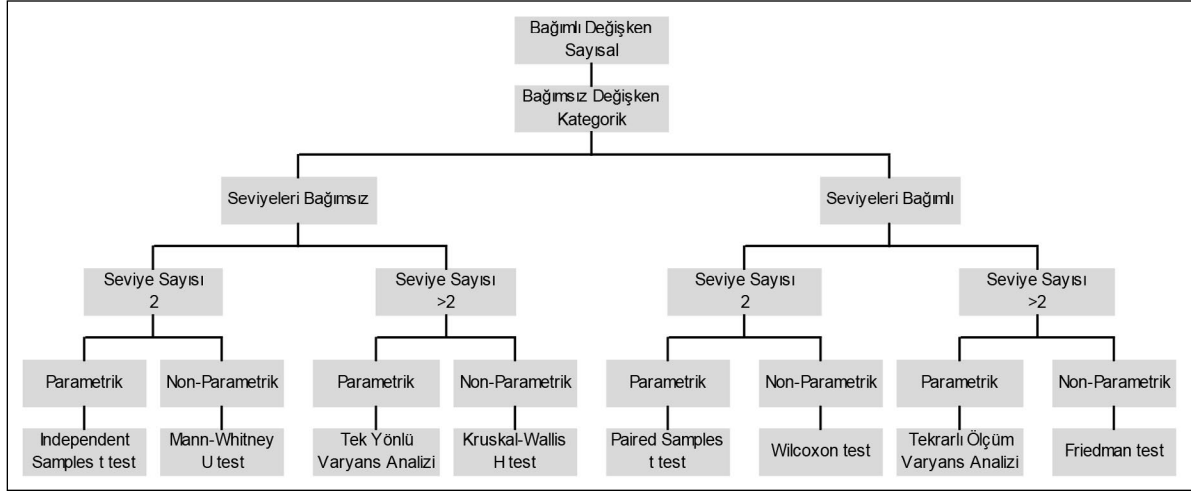 Bağımlı Değişken
Sayısal
Bağımsız Değişken
Kategorik
Seviyeleri Bağımsız
Seviyeleri Bağımlı
Seviye Sayısı
2
Seviye Sayısı
>2
Seviye Sayısı
2
Seviye Sayısı
>2
Parametrik
Non-Parametrik
Parametrik
Non-Parametrik
Parametrik
Non-Parametrik
Parametrik
Non-Parametrik
Independent
Samples t test
Mann-Whitney
U test
Tek Yönlü
Varyans Analizi
Kruskal-Wallis
H test
Paired Samples
t test
Wilcoxon test
Tekrarlı Ölçüm
Varyans Analizi
Friedman test